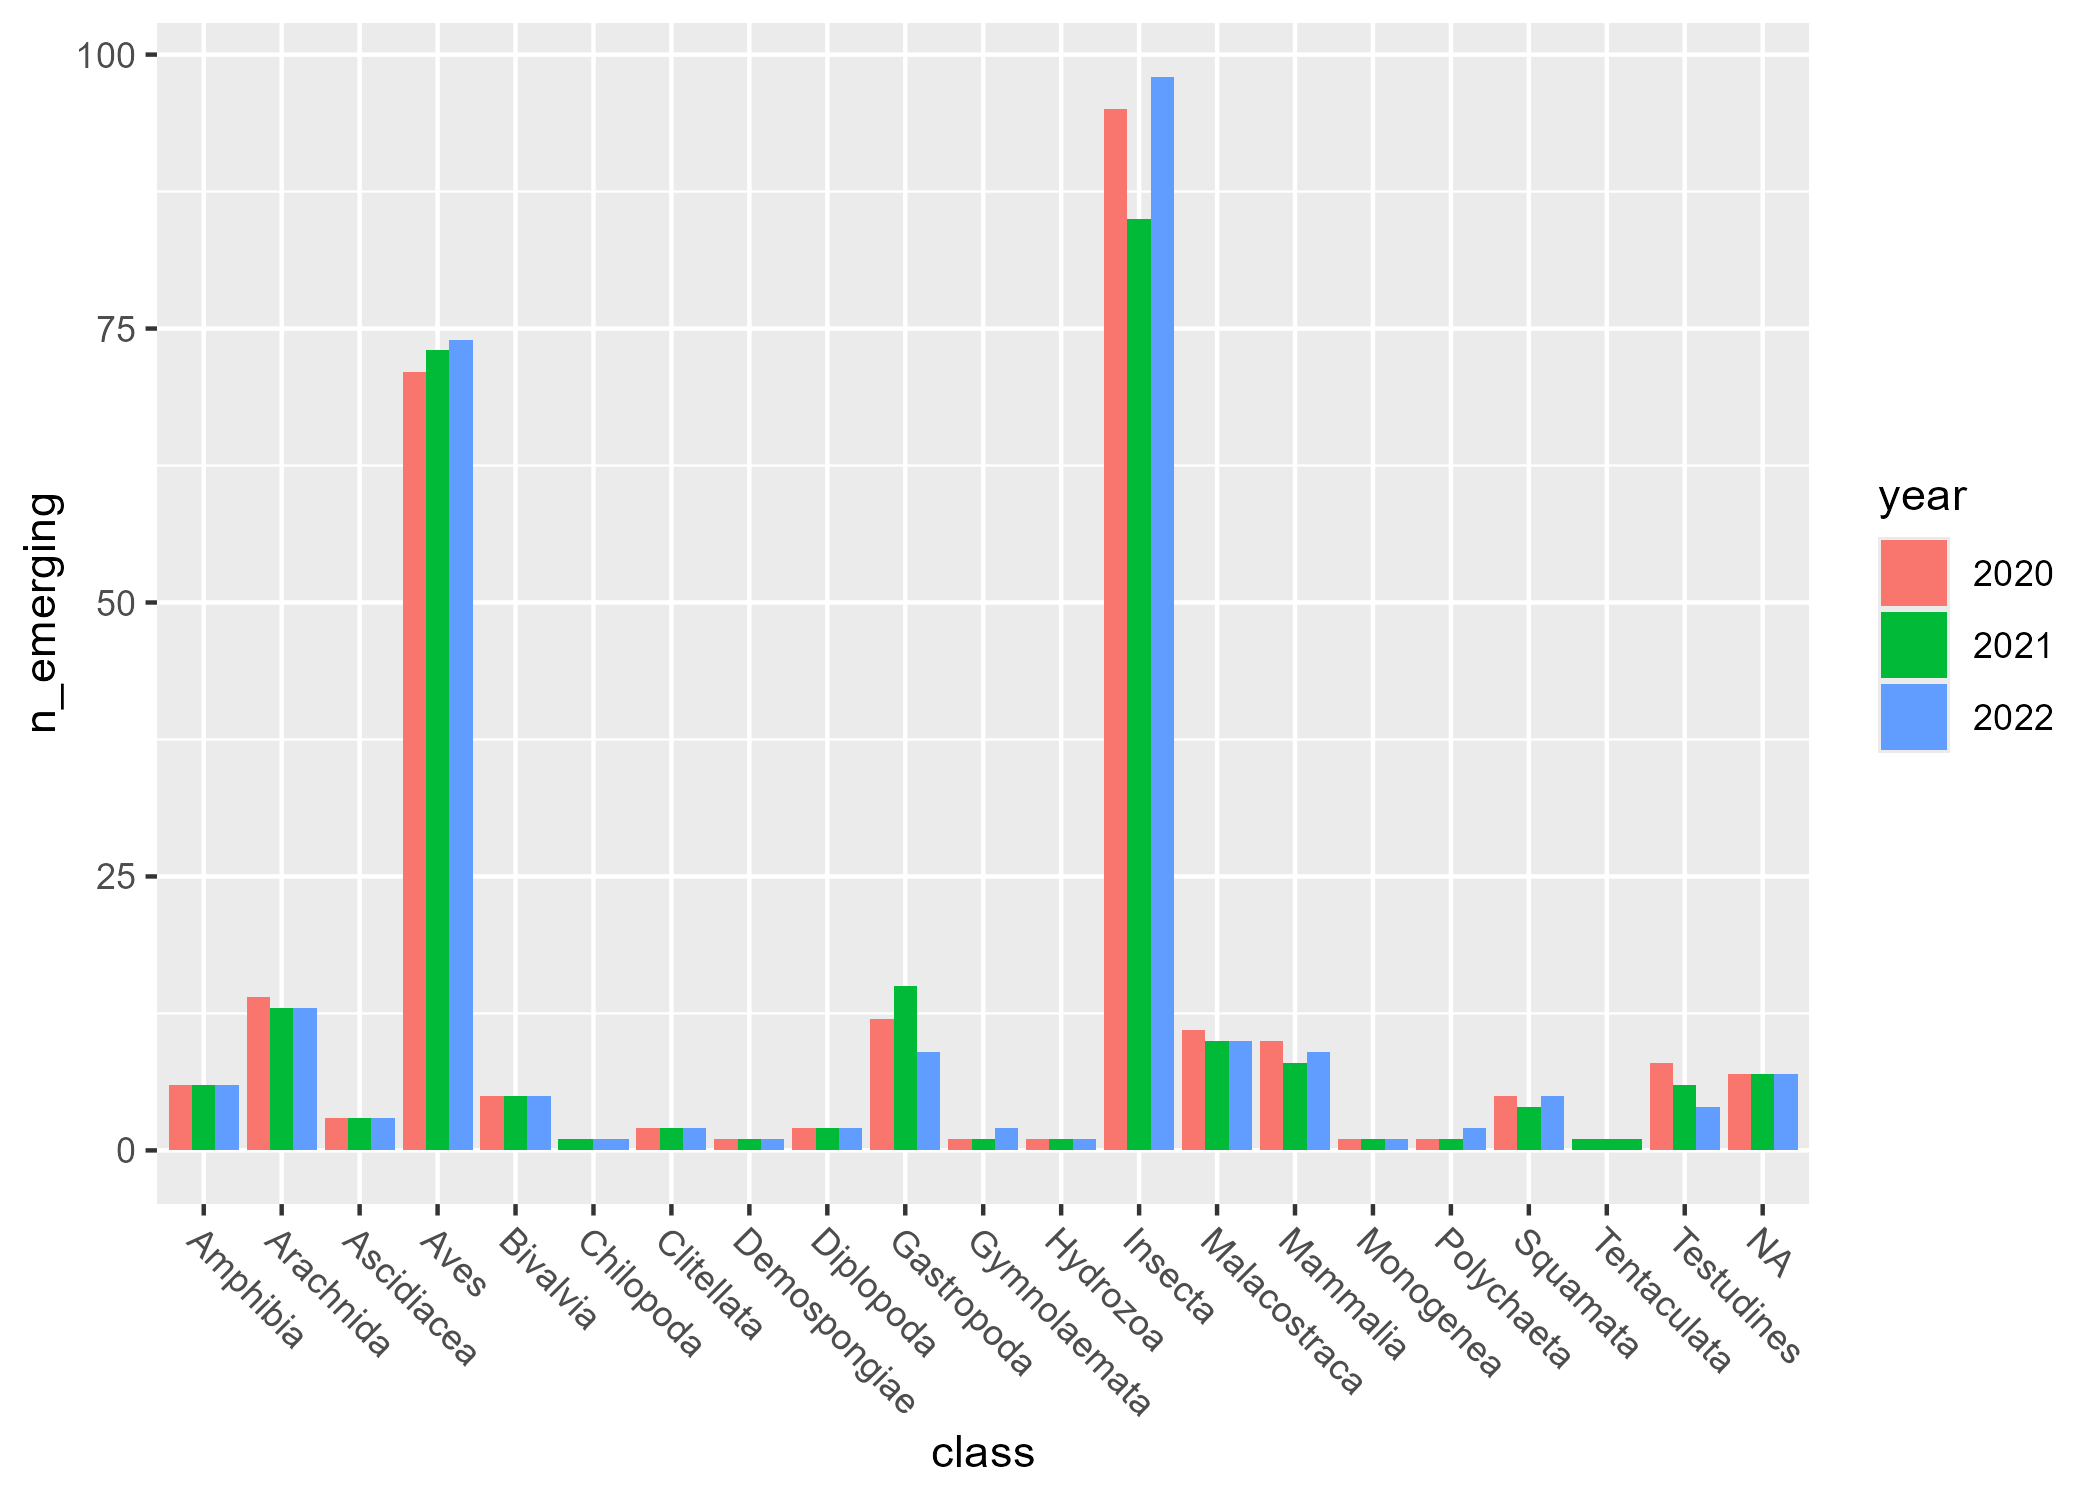 100
75
50
25
0
n_emerging
Amphibia
Arachnida
Ascidiacea
Aves
Bivalvia
Chilopoda
Clitellata
Demospongiae
Diplopoda
Gastropoda
Gymnolaemata
Hydrozoa
Insecta
Malacostraca
Mammalia
Monogenea
Polychaeta
Squamata
Tentaculata
Testudines
NA
class
year
2020
2021
2022